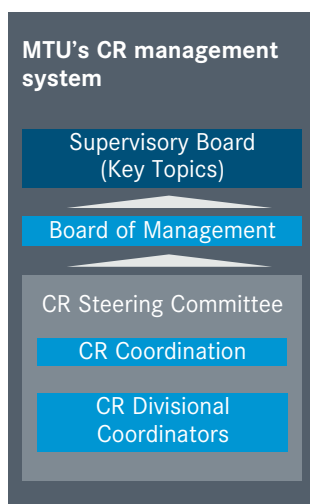 MTU's CR management
system
Supervisory Board
(Key Topics)
Board of Management
CR Steering Committee
CR Coordination
CR Divisional
Coordinators